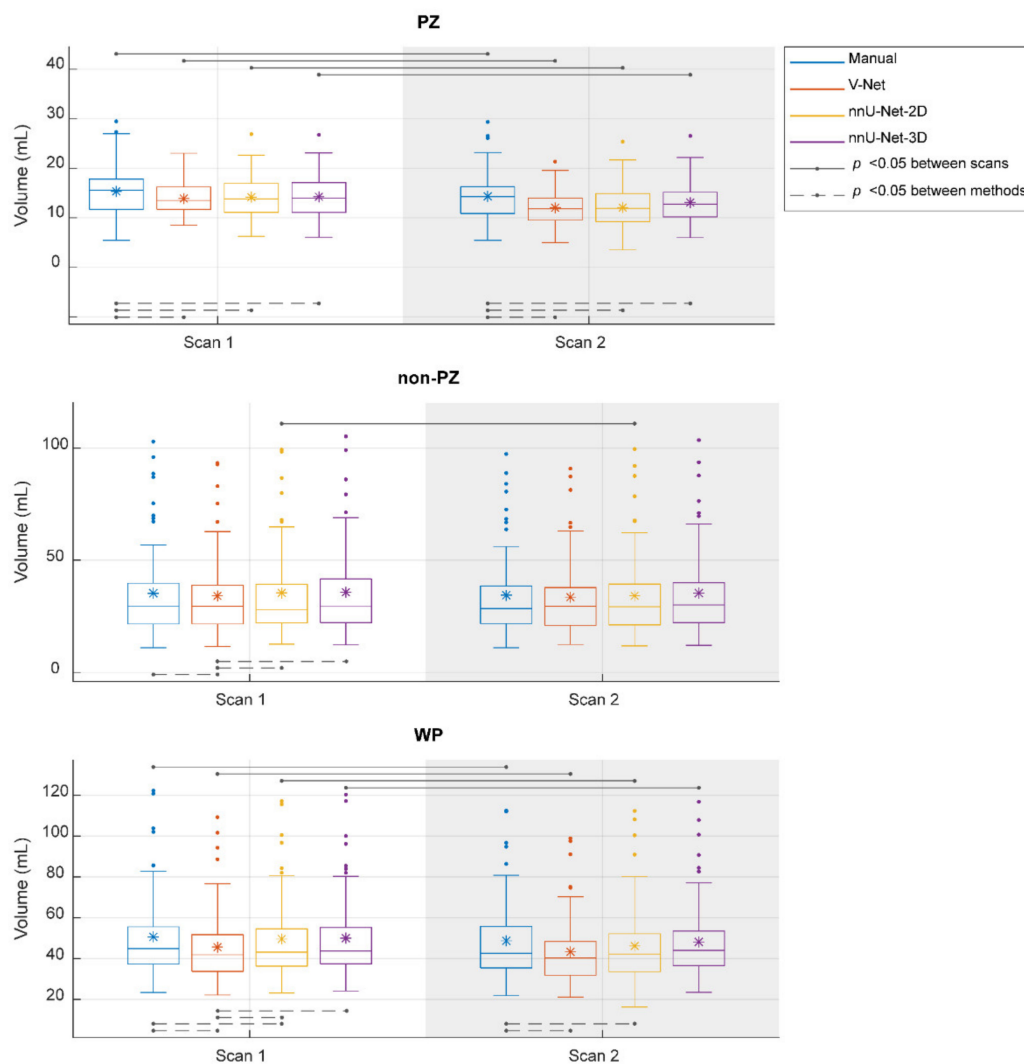 PZ
Volume (mL)
40
30
20
10
0
Scan 1
Scan 2
Manual
V-Net
nnU-Net-2D
nnU-Net-3D
p <0.05 between scans
p <0.05 between methods
non-PZ
Volume (mL)
100
50
0
Scan 1
Scan 2
WP
Volume (mL)
120
100
80
60
40
20
Scan 1
Scan 2